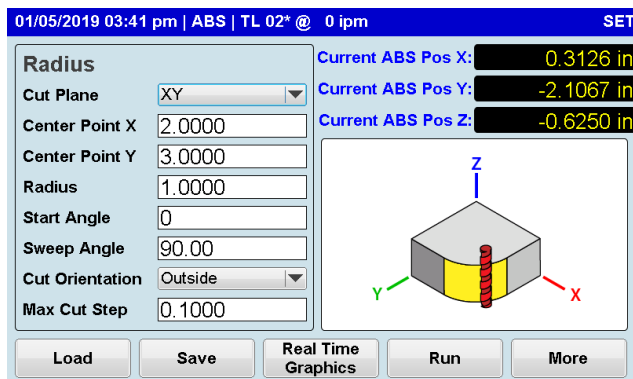 01/05/2019 03:41 pm | ABS | TL 02* @ 0 ipm SET
Radius
Cut Plane XY
Center Point X 2.0000
Center Point Y 3.0000
Radius 1.0000
Start Angle 0
Sweep Angle 90.00
Cut Orientation Outside
Max Cut Step 0.1000
Current ABS Pos X: 0.3126 in
Current ABS Pos Y: -2.1067 in
Current ABS Pos Z: -0.6250 in
Z
Y X
Load Save Real Time Graphics Run More